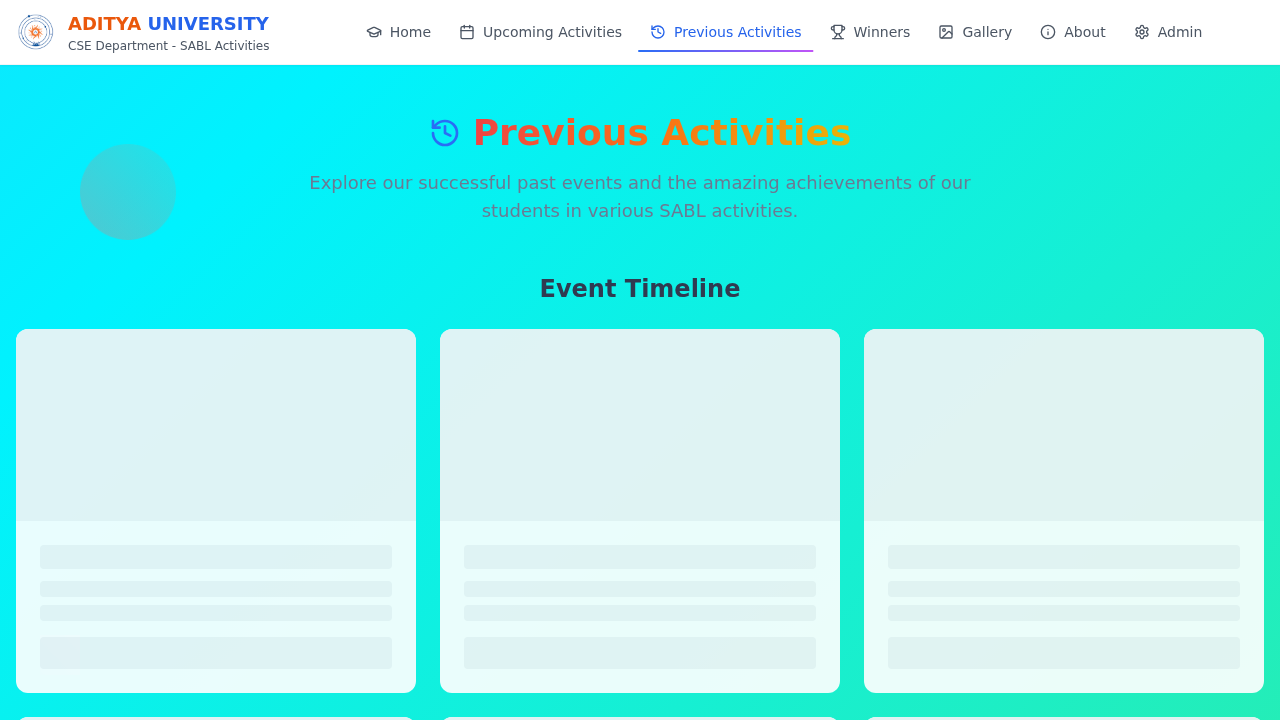 ADITYA UNIVERSITY
CSE Department - SABL Activities
Home
Upcoming Activities
Previous Activities
Winners
Gallery
About
Admin
Previous Activities
Explore our successful past events and the amazing achievements of our
students in various SABL activities.
Event Timeline